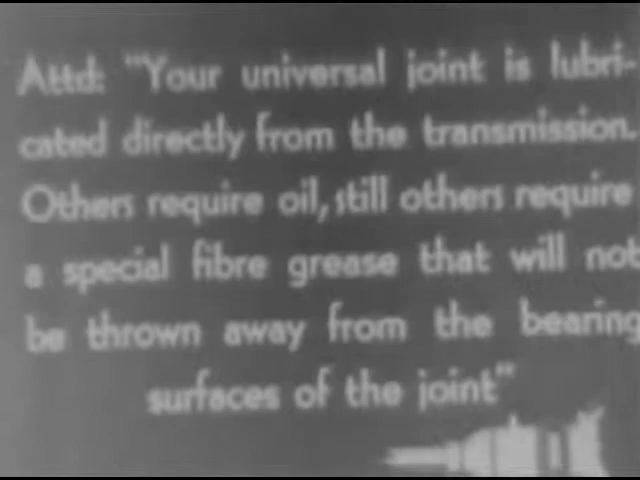 Attd: "Your universal joint is lubri-
cated directly from the transmission.
Others require oil, still others require
a special fibre grease that will not
be thrown away from the bearing
surfaces of the joint"